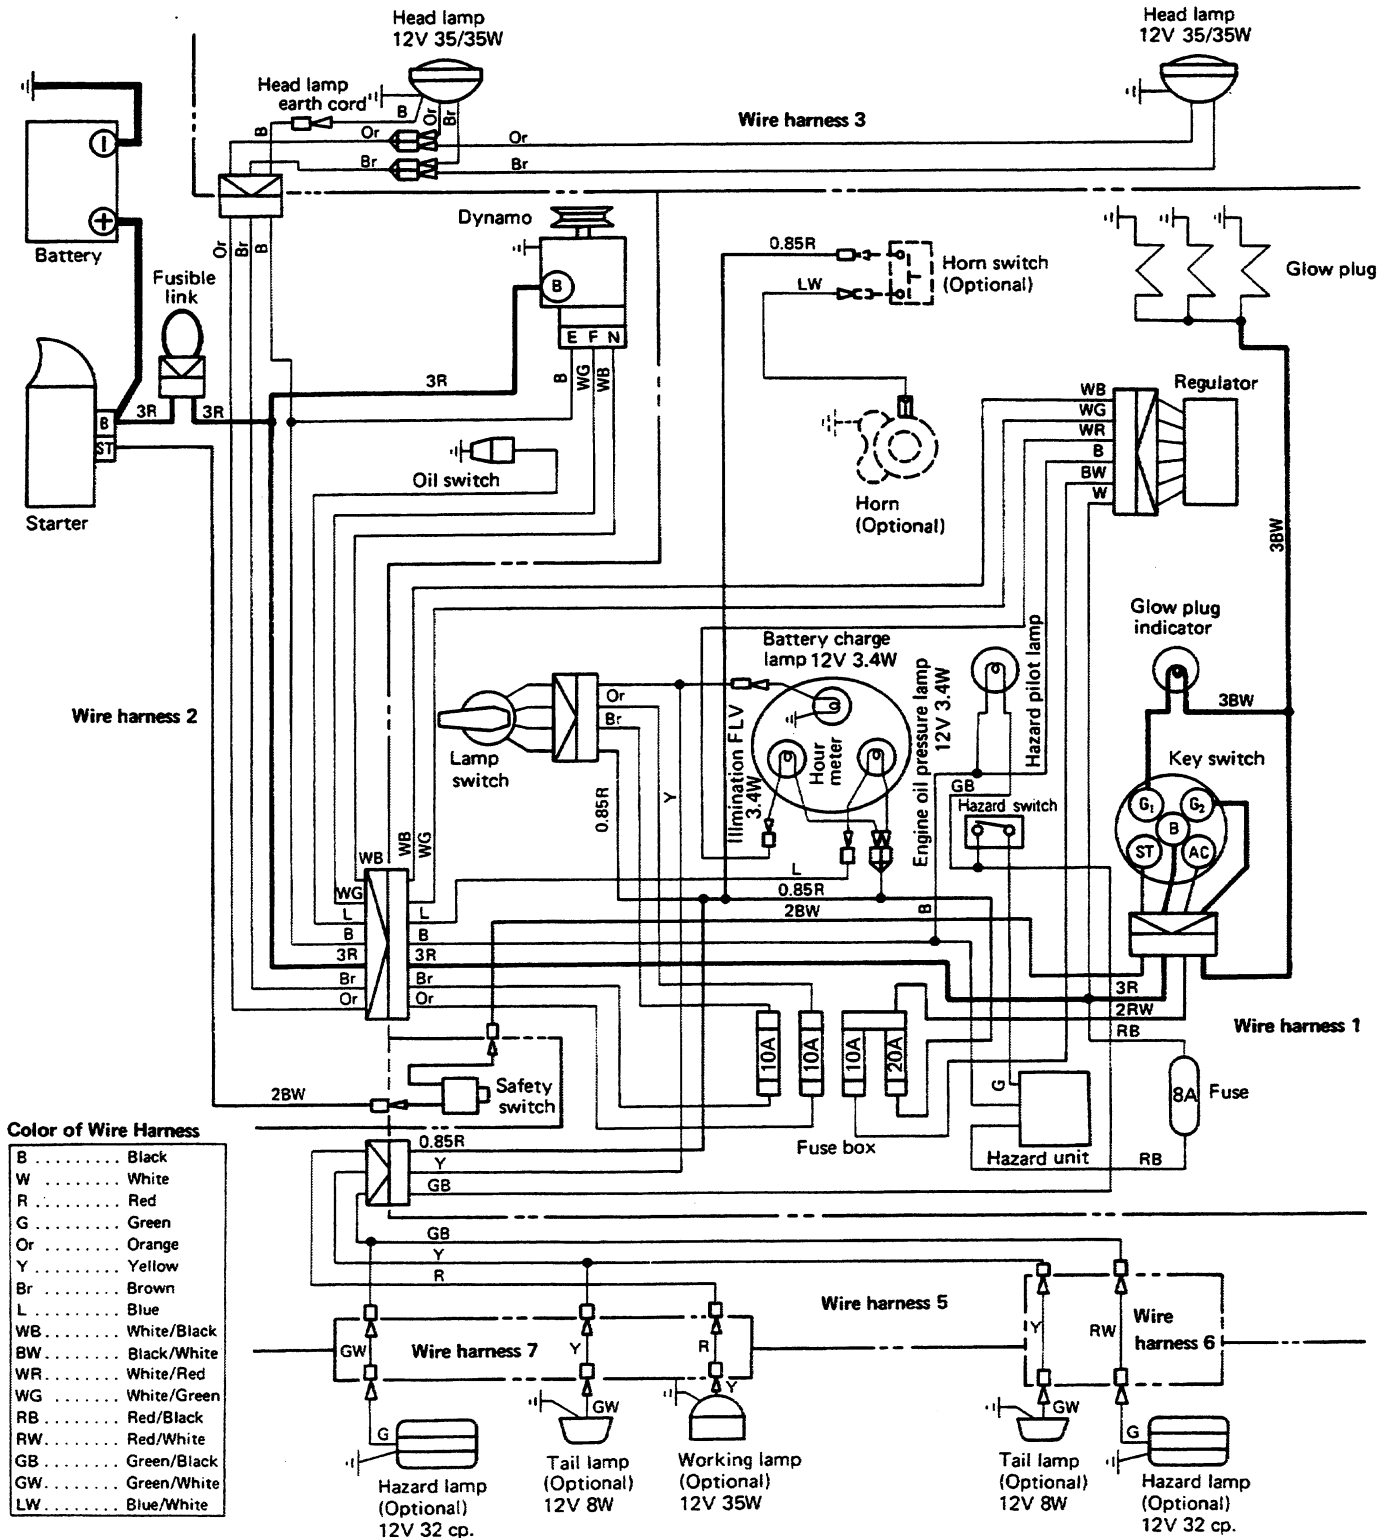 Head lamp
12V 35/35W
Head lamp
12V 35/35W
Head lamp
earth cord
B
Or
Br
B
Or
Or
Br
Br
Wire harness 3
Battery
Dynamo
B
E F N
Or
Br
B
Fusible
link
3R
3R
3R
B
WG
WB
B
ST
Starter
Oil switch
0.85R
LW
Horn switch
(Optional)
Horn
(Optional)
Glow plug
Regulator
WB
WG
WR
B
BW
W
3BW
Wire harness 2
Lamp
switch
Or
Br
0.85R
Y
Battery charge
lamp 12V 3.4W
Hour
meter
Illmination FLV
3.4W
Engine oil pressure lamp
12V 3.4W
Hazard pilot lamp
GB
Hazard switch
Glow plug
indicator
3BW
Key switch
G1
G2
B
ST
AC
WB
WB
WG
WG
L
L
L
B
B
B
3R
3R
Br
Br
Or
Or
0.85R
2BW
3R
2RW
RB
Wire harness 1
10A
10A
10A
20A
Fuse box
G
Hazard unit
RB
8A
Fuse
2BW
Safety
switch
0.85R
Y
GB
GB
Y
R
Color of Wire Harness
B ......... Black
W ........ White
R ........ Red
G ........ Green
Or ........ Orange
Y ......... Yellow
Br ........ Brown
L ......... Blue
WB ........ White/Black
BW ........ Black/White
WR ........ White/Red
WG ........ White/Green
RB ........ Red/Black
RW ........ Red/White
GB ........ Green/Black
GW ........ Green/White
LW ........ Blue/White
Wire harness 5
Wire harness 7
GW
Y
R
Y
RW
Wire
harness 6
G
GW
Y
GW
G
Hazard lamp
(Optional)
12V 32 cp.
Tail lamp
(Optional)
12V 8W
Working lamp
(Optional)
12V 35W
Tail lamp
(Optional)
12V 8W
Hazard lamp
(Optional)
12V 32 cp.